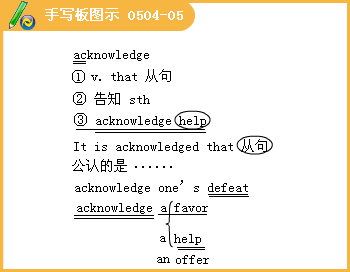 手写板图示 0504-05
acknowledge
① v. that 从句
② 告知 sth
③ acknowledge help
It is acknowledged that 从句
公认的是 ……
acknowledge one's defeat
acknowledge a favor
a help
an offer